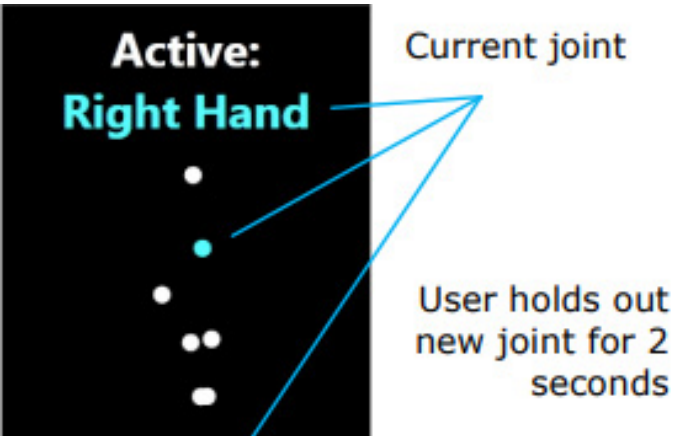 Active:
Right Hand
Current joint
User holds out
new joint for 2
seconds